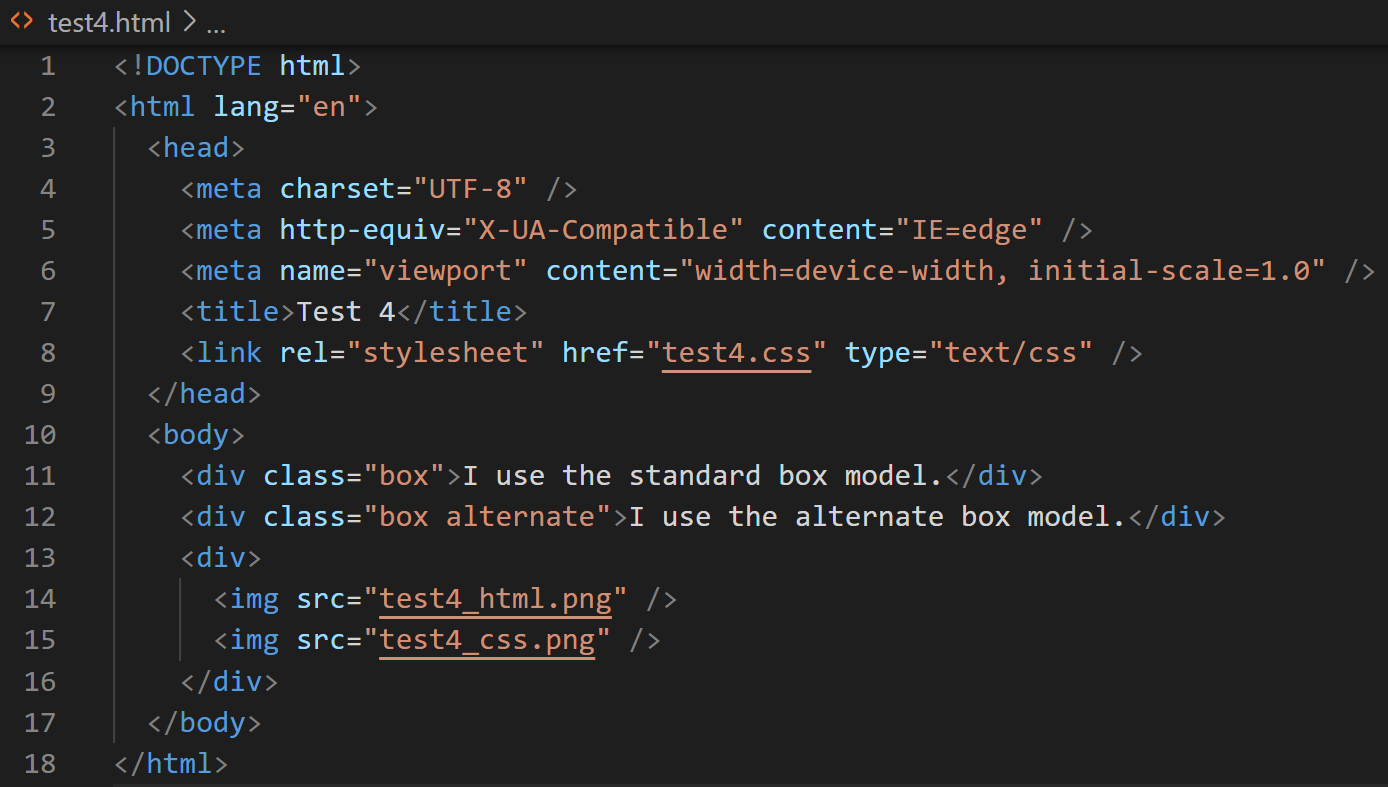 test4.html > ...
1 <!DOCTYPE html>
2 <html lang="en">
3 <head>
4 <meta charset="UTF-8" />
5 <meta http-equiv="X-UA-Compatible" content="IE=edge" />
6 <meta name="viewport" content="width=device-width, initial-scale=1.0" />
7 <title>Test 4</title>
8 <link rel="stylesheet" href="test4.css" type="text/css" />
9 </head>
10 <body>
11 <div class="box">I use the standard box model.</div>
12 <div class="box alternate">I use the alternate box model.</div>
13 <div>
14 <img src="test4_html.png" />
15 <img src="test4_css.png" />
16 </div>
17 </body>
18 </html>